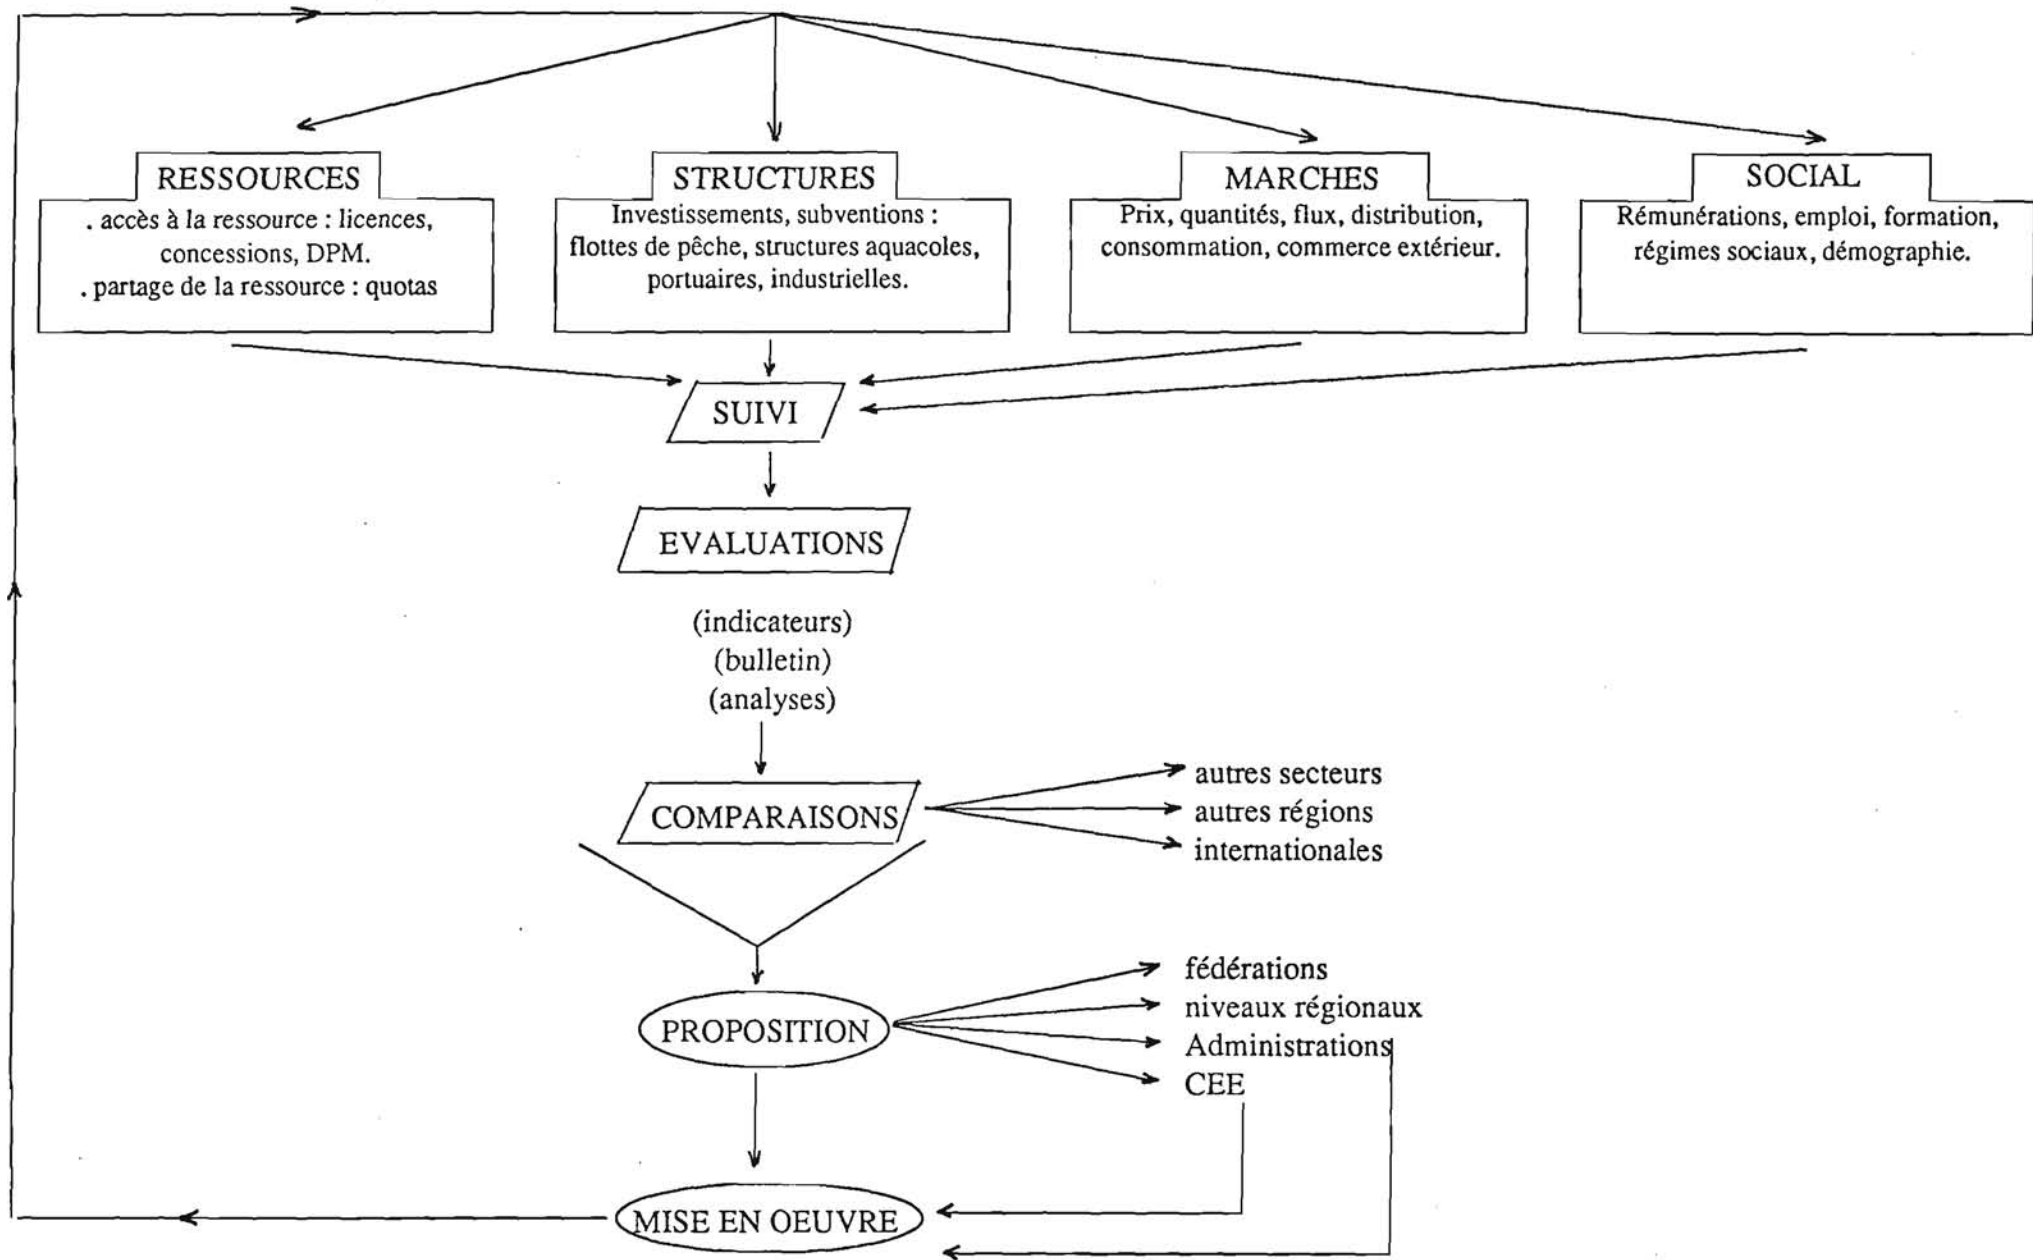 RESSOURCES
. accès à la ressource : licences,
concessions, DPM.
. partage de la ressource : quotas
STRUCTURES
Investissements, subventions :
flottes de pêche, structures aquacoles,
portuaires, industrielles.
MARCHES
Prix, quantités, flux, distribution,
consommation, commerce extérieur.
SOCIAL
Rémunérations, emploi, formation,
régimes sociaux, démographie.
SUIVI
EVALUATIONS
(indicateurs)
(bulletin)
(analyses)
COMPARAISONS
autres secteurs
autres régions
internationales
PROPOSITION
fédérations
niveaux régionaux
Administrations
CEE
MISE EN OEUVRE